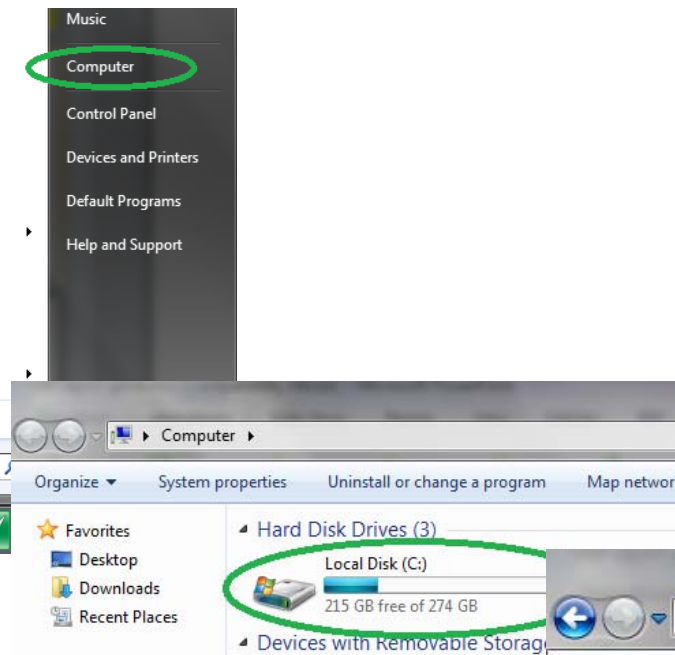 Music
Computer
Control Panel
Devices and Printers
Default Programs
Help and Support
Computer
Organize System properties Uninstall or change a program Map networ
Favorites
Desktop
Downloads
Recent Places
Hard Disk Drives (3)
Local Disk (C:)
215 GB free of 274 GB
Devices with Removable Storag